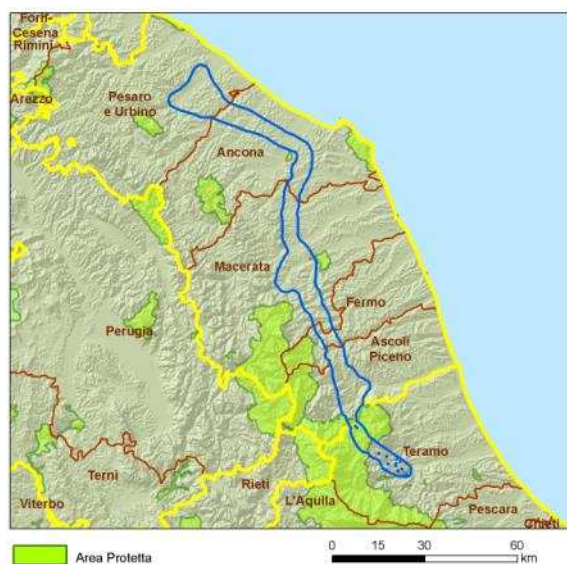 Forlì-
Cesena
Rimini
Arezzo
Pesaro
e Urbino
Ancona
Macerata
Fermo
Perugia
Ascoli
Piceno
Teramo
Terni
Rieti
Viterbo
L'Aquila
Pescara
Chieti
Area Protetta
0 15 30 60
km